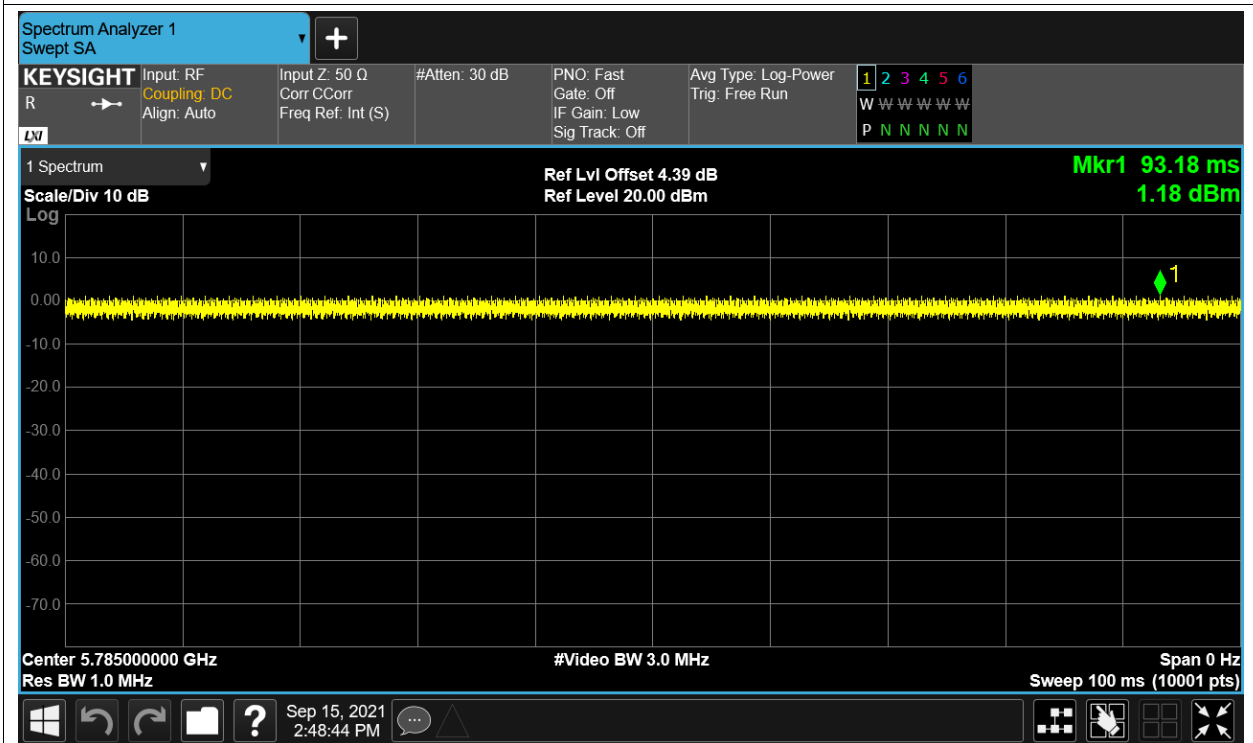 Spectrum Analyzer 1
Swept SA
KEYSIGHT
R
LXI
Input: RF
Coupling: DC
Align: Auto
Input Z: 50 Ω
Corr CCorr
Freq Ref: Int (S)
#Atten: 30 dB
PNO: Fast
Gate: Off
IF Gain: Low
Sig Track: Off
Avg Type: Log-Power
Trig: Free Run
1 2 3 4 5 6
W W W W W W
P N N N N N
1 Spectrum
Scale/Div 10 dB
Ref Lvl Offset 4.39 dB
Ref Level 20.00 dBm
Mkr1 93.18 ms
1.18 dBm
Log
10.0
1
0.00
-10.0
-20.0
-30.0
-40.0
-50.0
-60.0
-70.0
Center 5.785000000 GHz
Res BW 1.0 MHz
#Video BW 3.0 MHz
Span 0 Hz
Sweep 100 ms (10001 pts)
?
Sep 15, 2021
2:48:44 PM